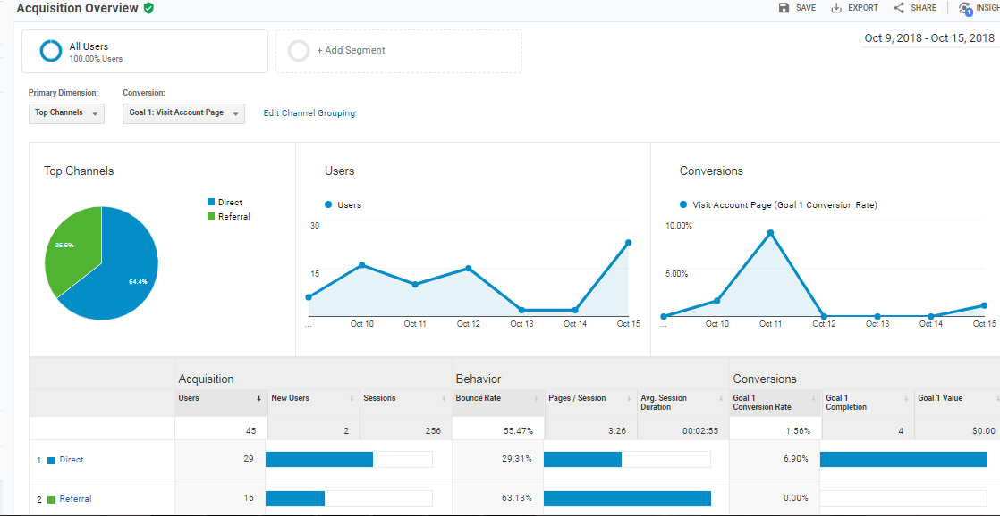 Acquisition Overview
SAVE EXPORT SHARE INSIGH
1
Oct 9, 2018 - Oct 15, 2018
All Users
100.00% Users
+ Add Segment
Primary Dimension: Conversion:
Top Channels Goal 1: Visit Account Page Edit Channel Grouping
Top Channels
Direct
Referral
35.6%
64.4%
Users
Users
30
15
... Oct 10 Oct 11 Oct 12 Oct 13 Oct 14 Oct 15
Conversions
Visit Account Page (Goal 1 Conversion Rate)
10.00%
5.00%
... Oct 10 Oct 11 Oct 12 Oct 13 Oct 14 Oct 15
Acquisition Behavior Conversions
Users New Users Sessions Bounce Rate Pages / Session Avg. Session Duration Goal 1 Conversion Rate Goal 1 Completion Goal 1 Value
45 2 256 55.47% 3.26 00:02:55 1.56% 4 $0.00
1 Direct 29 29.31% 6.90%
2 Referral 16 63.13% 0.00%